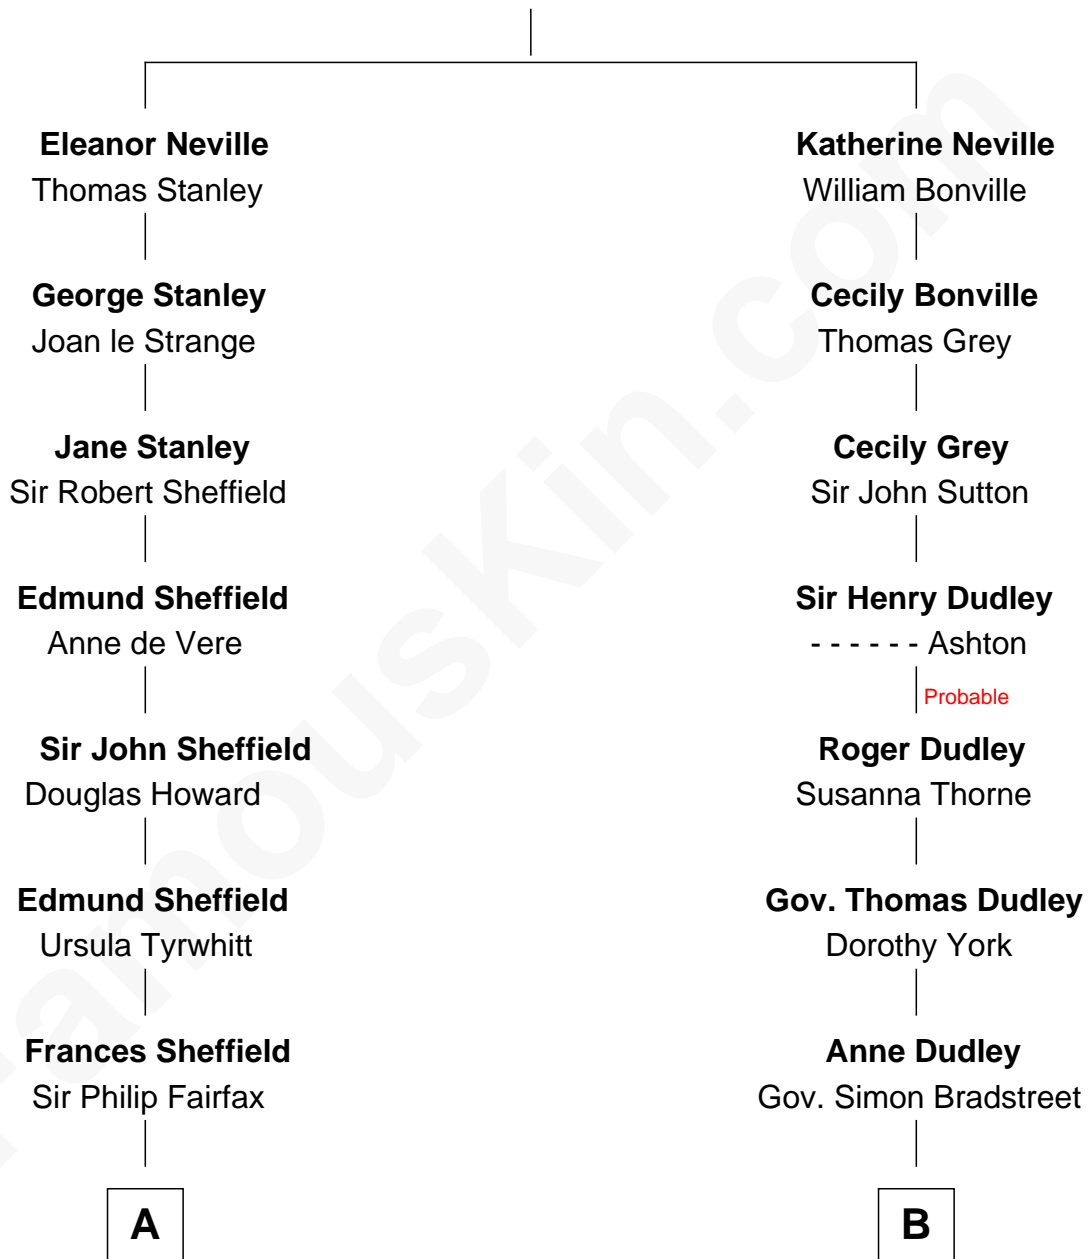 Eleanor Neville
Thomas Stanley
George Stanley
Joan le Strange
Jane Stanley
Sir Robert Sheffield
Edmund Sheffield
Anne de Vere
Sir John Sheffield
Douglas Howard
Edmund Sheffield
Ursula Tyrwhitt
Frances Sheffield
Sir Philip Fairfax
A
Katherine Neville
William Bonville
Cecily Bonville
Thomas Grey
Cecily Grey
Sir John Sutton
Sir Henry Dudley
- - - - - - Ashton
Probable
Roger Dudley
Susanna Thorne
Gov. Thomas Dudley
Dorothy York
Anne Dudley
Gov. Simon Bradstreet
B
FamousKin.com